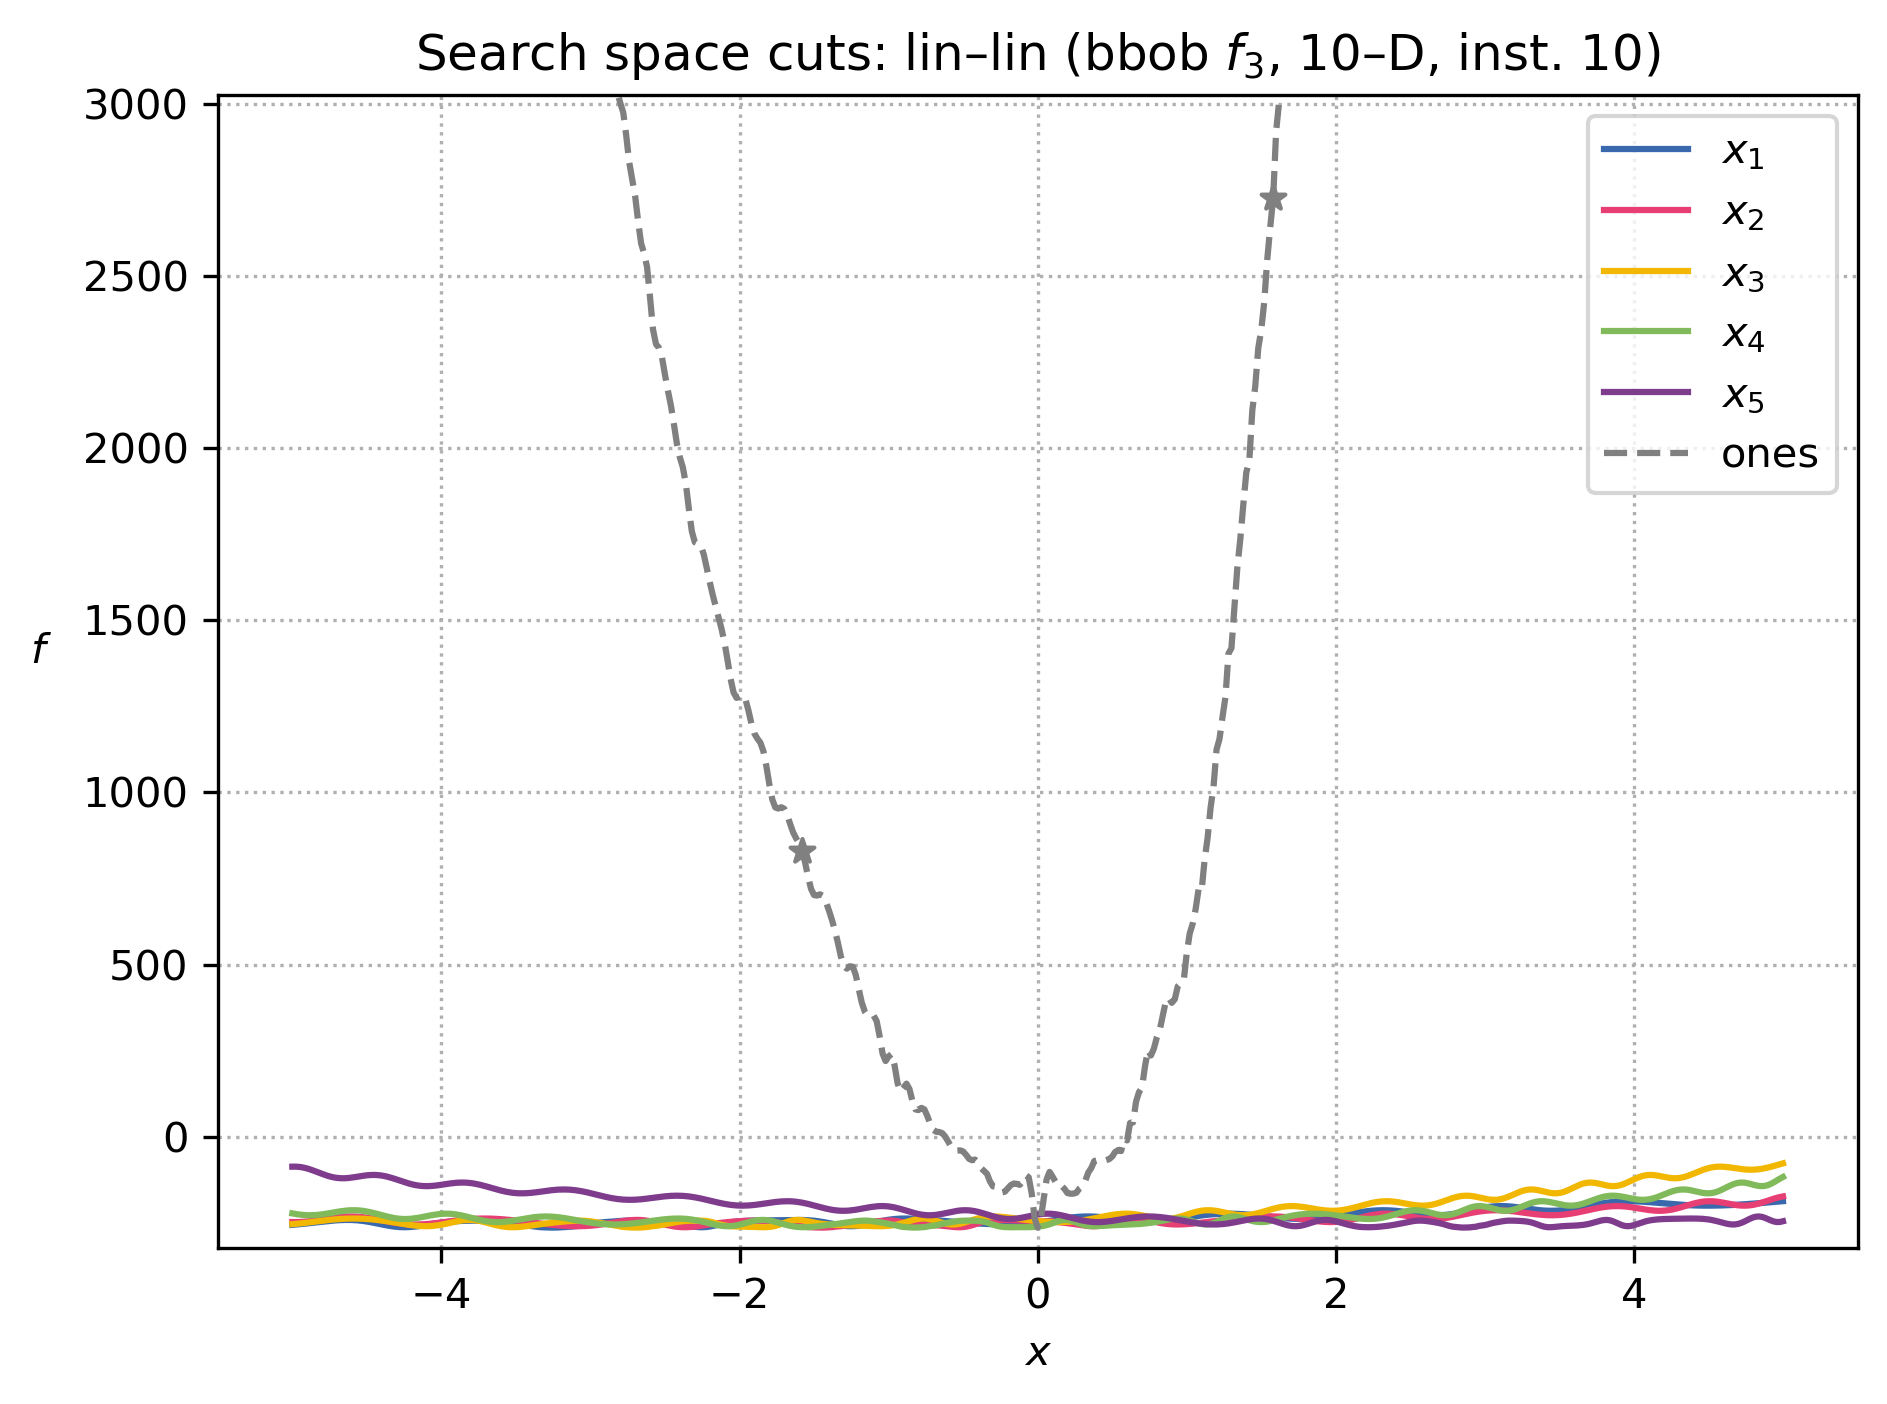 Search space cuts: lin–lin (bbob f₃, 10–D, inst. 10)
3000
2500
2000
1500
1000
500
0
f
−4
−2
0
2
4
x
x₁
x₂
x₃
x₄
x₅
ones